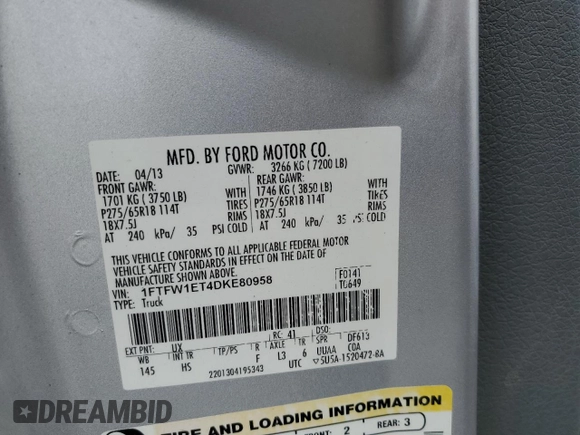 MFD. BY FORD MOTOR CO.
DATE: 04/13 GVWR: 3266 KG (7200 LB)
FRONT GAWR: REAR GAWR:
1701 KG (3750 LB) WITH 1746 KG (3850 LB) WITH
P275/65R18 114T TIRES P275/65R18 114T TIRES
18X7.5J RIMS 18X7.5J RIMS
AT 240 kPa/ 35 PSI COLD AT 240 kPa/ 35 PSI COLD
THIS VEHICLE CONFORMS TO ALL APPLICABLE FEDERAL MOTOR
VEHICLE SAFETY STANDARDS IN EFFECT ON THE DATE OF
MANUFACTURE SHOWN ABOVE.
VIN: 1FTFW1ET4DKE80958 F0141
TYPE: Truck T0649
EXT PNT: UX RC: 41 DSO:
WB INT TR TP/PS R AXLE TR SPR DF613
145 HS F L3 6 UUAA COA
2201304195343 UTC 5U5A-1520472-BA
TIRE AND LOADING INFORMATION
FRONT: 2 REAR: 3
DREAMBID